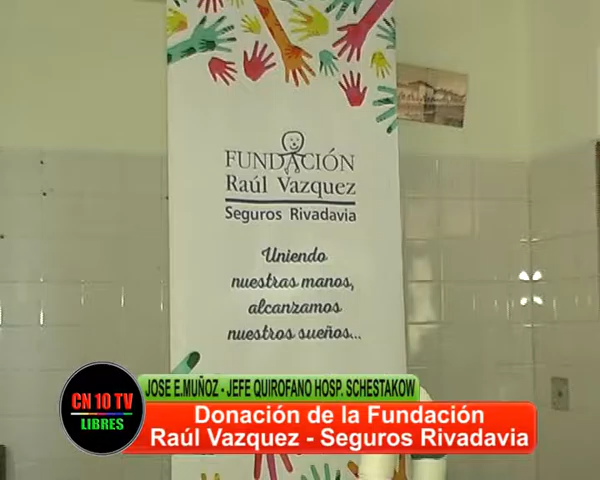 FUNDACIÓN
Raúl Vazquez
Seguros Rivadavia
Uniendo
nuestras manos,
alcanzamos
nuestros sueños...
CN 10 TV
LIBRES
JOSE E.MUÑOZ - JEFE QUIROFANO HOSP. SCHESTAKOW
Donación de la Fundación
Raúl Vazquez - Seguros Rivadavia